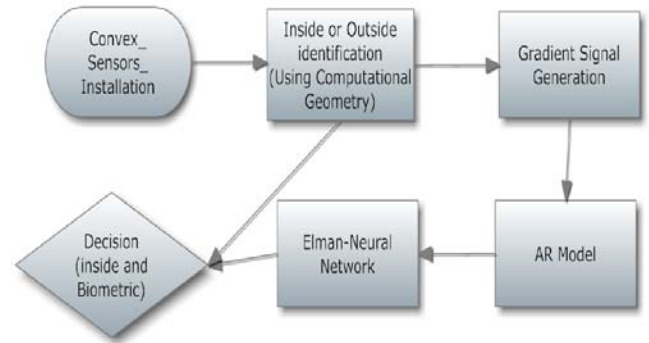 Convex_
Sensors_
Installation
Inside or Outside
identification
(Using Computational
Geometry)
Gradient Signal
Generation
Decision
(inside and
Biometric)
Elman-Neural
Network
AR Model